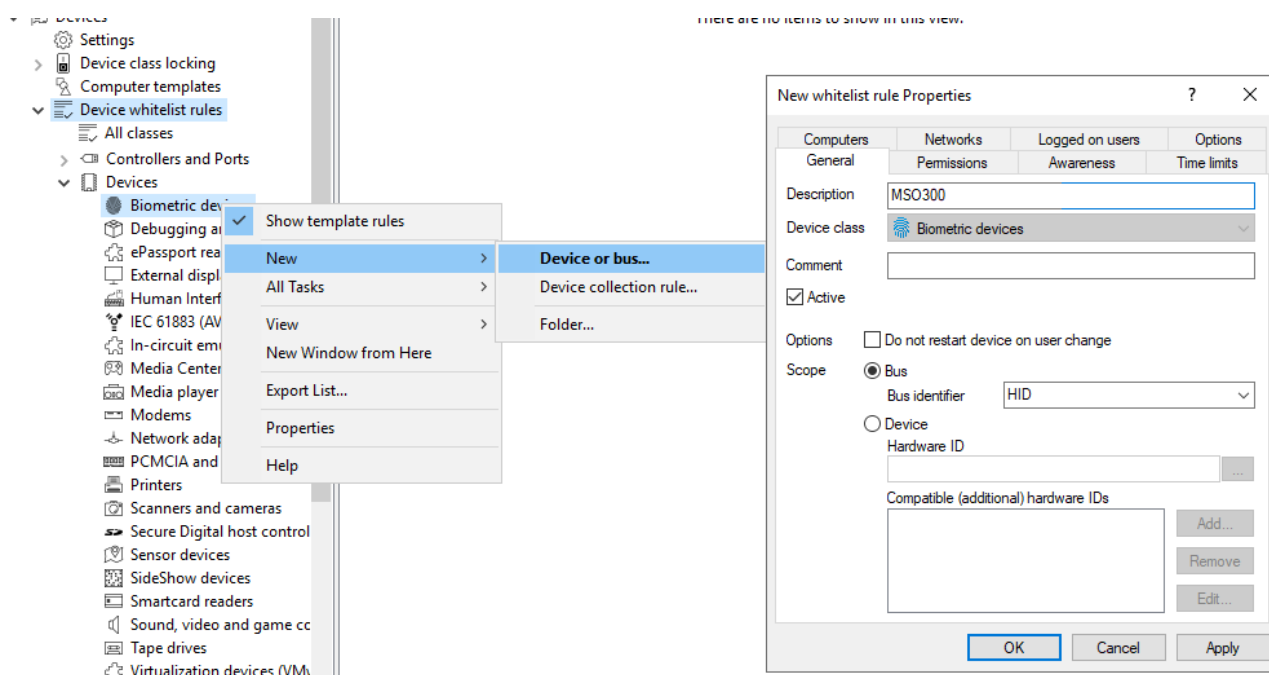 Devices
There are no items to show in this view.
Settings
Device class locking
Computer templates
Device whitelist rules
All classes
Controllers and Ports
Devices
Biometric dev
Debugging a
ePassport rea
External displ
Human Interf
IEC 61883 (AV
In-circuit emu
Media Center
Media player
Modems
Network adap
PCMCIA and
Printers
Scanners and cameras
Secure Digital host control
Sensor devices
SideShow devices
Smartcard readers
Sound, video and game cc
Tape drives
Virtualization devices (VMw
Show template rules
New
All Tasks
View
New Window from Here
Export List...
Properties
Help
Device or bus...
Device collection rule...
Folder...
New whitelist rule Properties ?
Computers Networks Logged on users Options
General Permissions Awareness Time limits
Description MSO300
Device class Biometric devices
Comment
Active
Options Do not restart device on user change
Scope Bus
Bus identifier HID
Device
Hardware ID
...
Compatible (additional) hardware IDs
Add...
Remove
Edit...
OK Cancel Apply